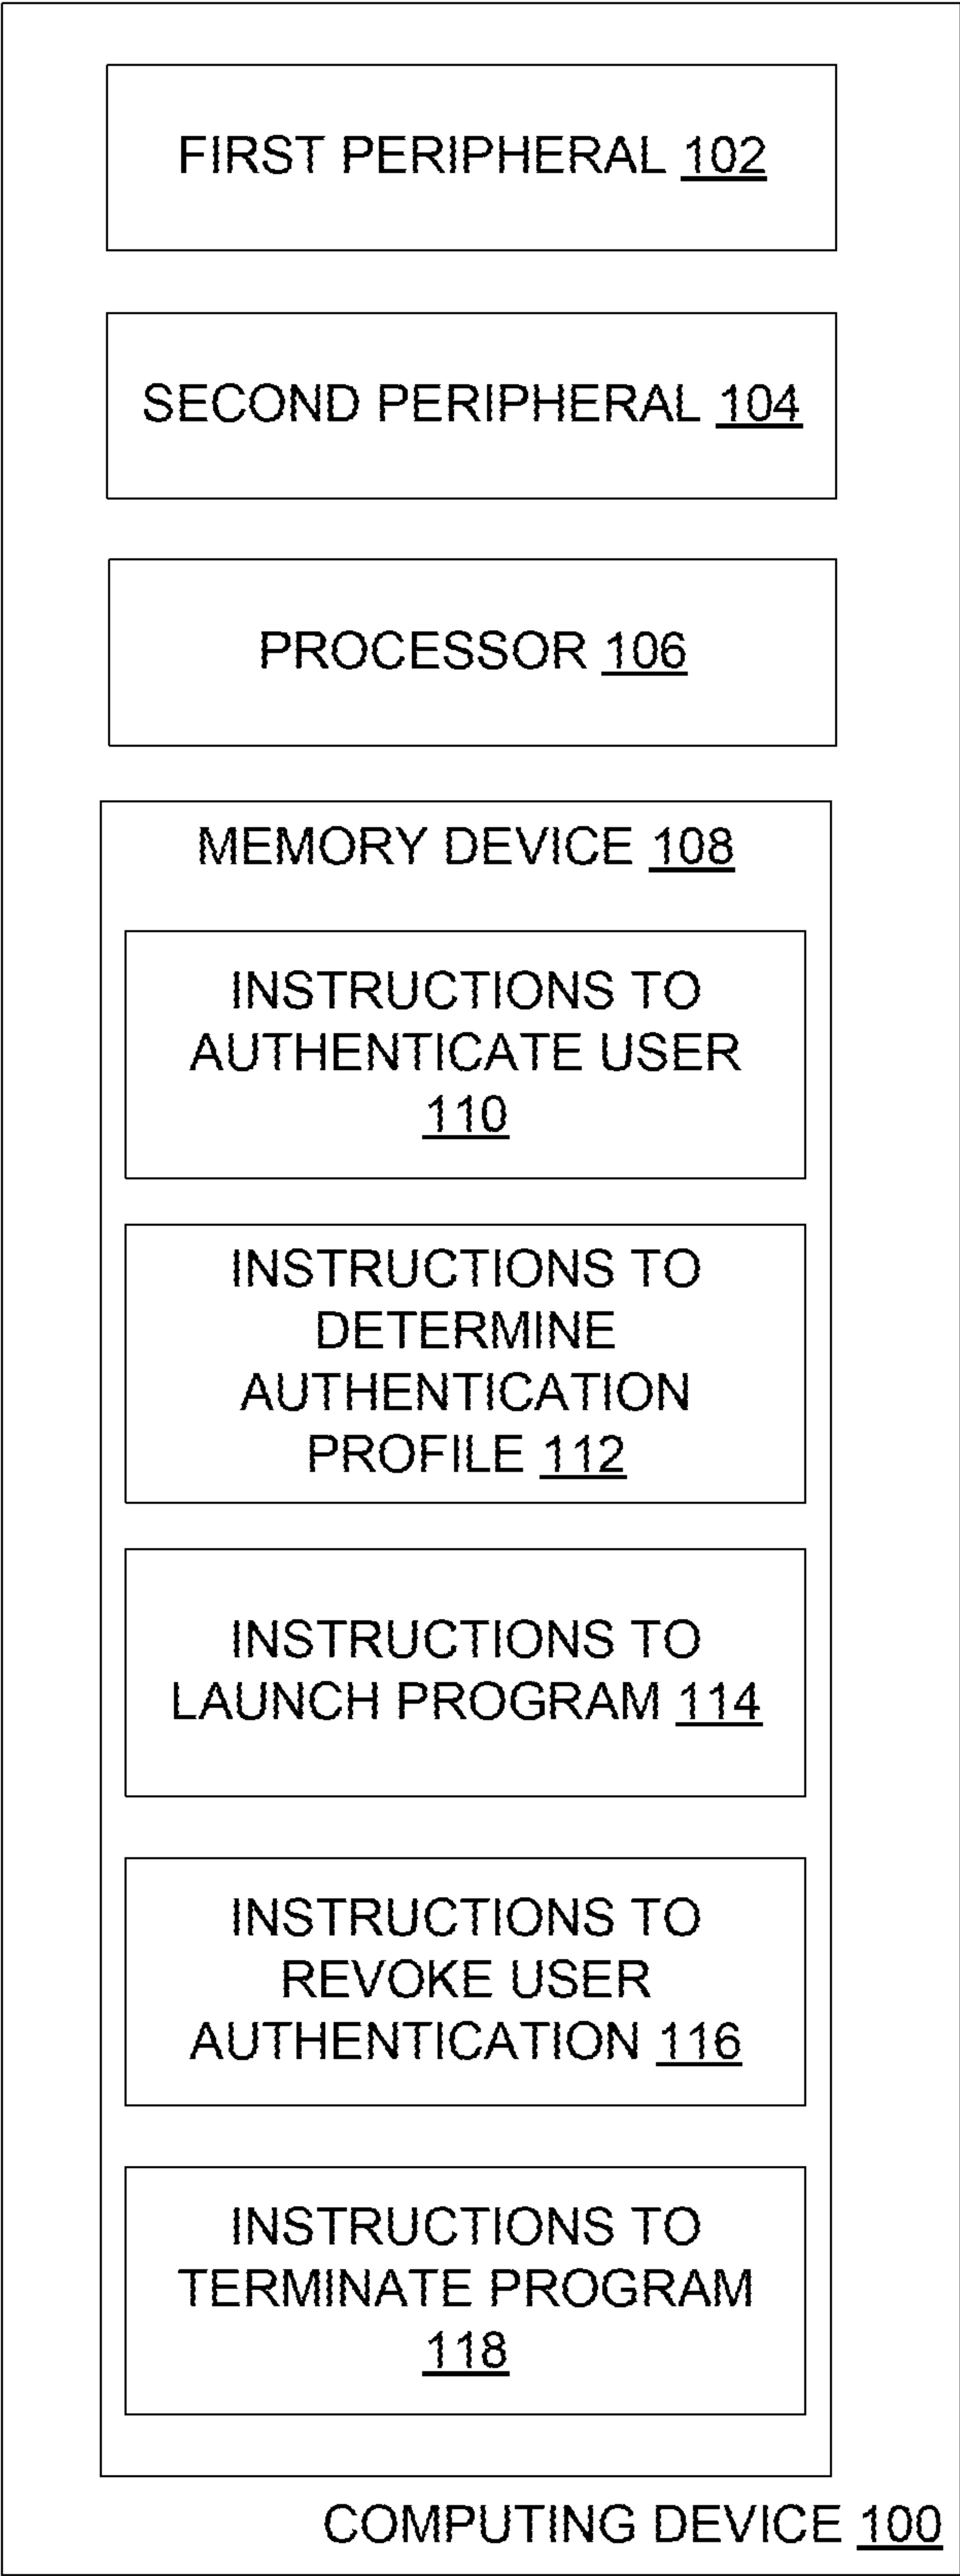 FIRST PERIPHERAL 102
SECOND PERIPHERAL 104
PROCESSOR 106
MEMORY DEVICE 108
INSTRUCTIONS TO
AUTHENTICATE USER
110
INSTRUCTIONS TO
DETERMINE
AUTHENTICATION
PROFILE 112
INSTRUCTIONS TO
LAUNCH PROGRAM 114
INSTRUCTIONS TO
REVOKE USER
AUTHENTICATION 116
INSTRUCTIONS TO
TERMINATE PROGRAM
118
COMPUTING DEVICE 100